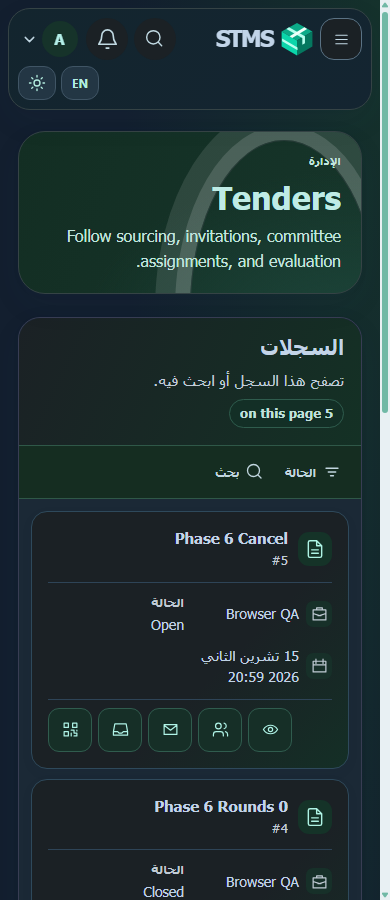 STMS
A
EN
الإدارة
Tenders
Follow sourcing, invitations, committee
assignments, and evaluation.
السجلات
تصفح هذا السجل أو ابحث فيه.
5 on this page
الحالة
بحث
Phase 6 Cancel
#5
Browser QA
الحالة
Open
15 تشرين الثاني
2026 20:59
Phase 6 Rounds 0
#4
Browser QA
الحالة
Closed